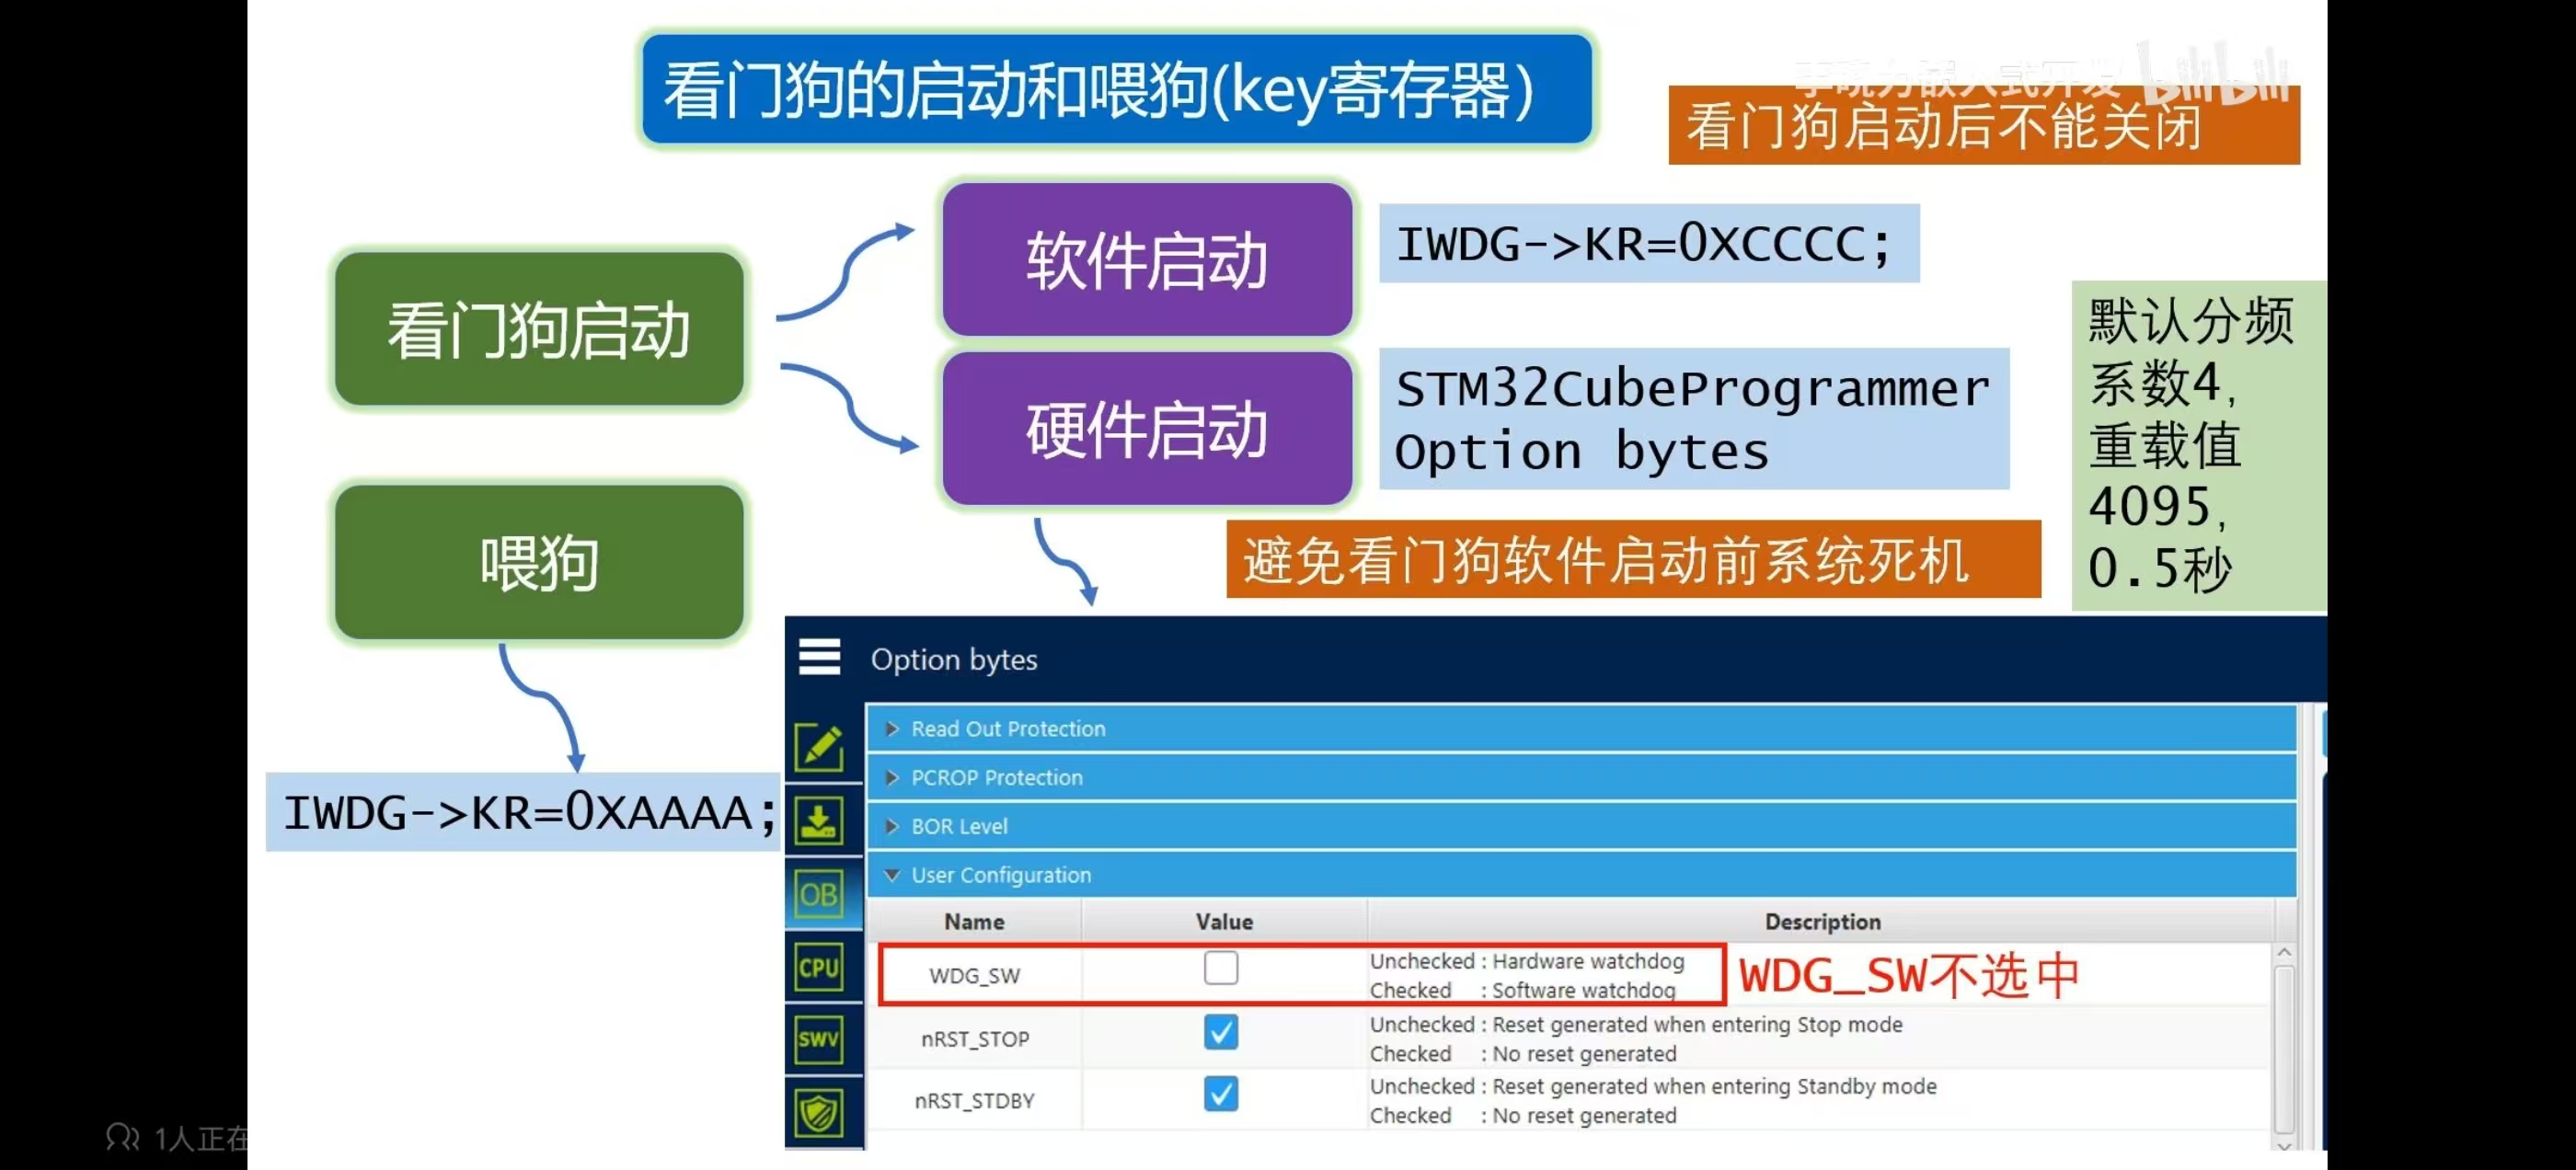 看门狗的启动和喂狗(key寄存器)
bilibili
看门狗启动后不能关闭
看门狗启动
软件启动
IWDG->KR=0XCCCC;
硬件启动
STM32CubeProgrammer
Option bytes
默认分频
系数4,
重载值
4095,
0.5秒
喂狗
避免看门狗软件启动前系统死机
IWDG->KR=0XAAAA;
Option bytes
Read Out Protection
PCROP Protection
BOR Level
User Configuration
OB
CPU
SWV
Name Value Description
WDG_SW
Unchecked : Hardware watchdog
Checked : Software watchdog
WDG_SW不选中
nRST_STOP
Unchecked : Reset generated when entering Stop mode
Checked : No reset generated
nRST_STDBY
Unchecked : Reset generated when entering Standby mode
Checked : No reset generated
1人正在